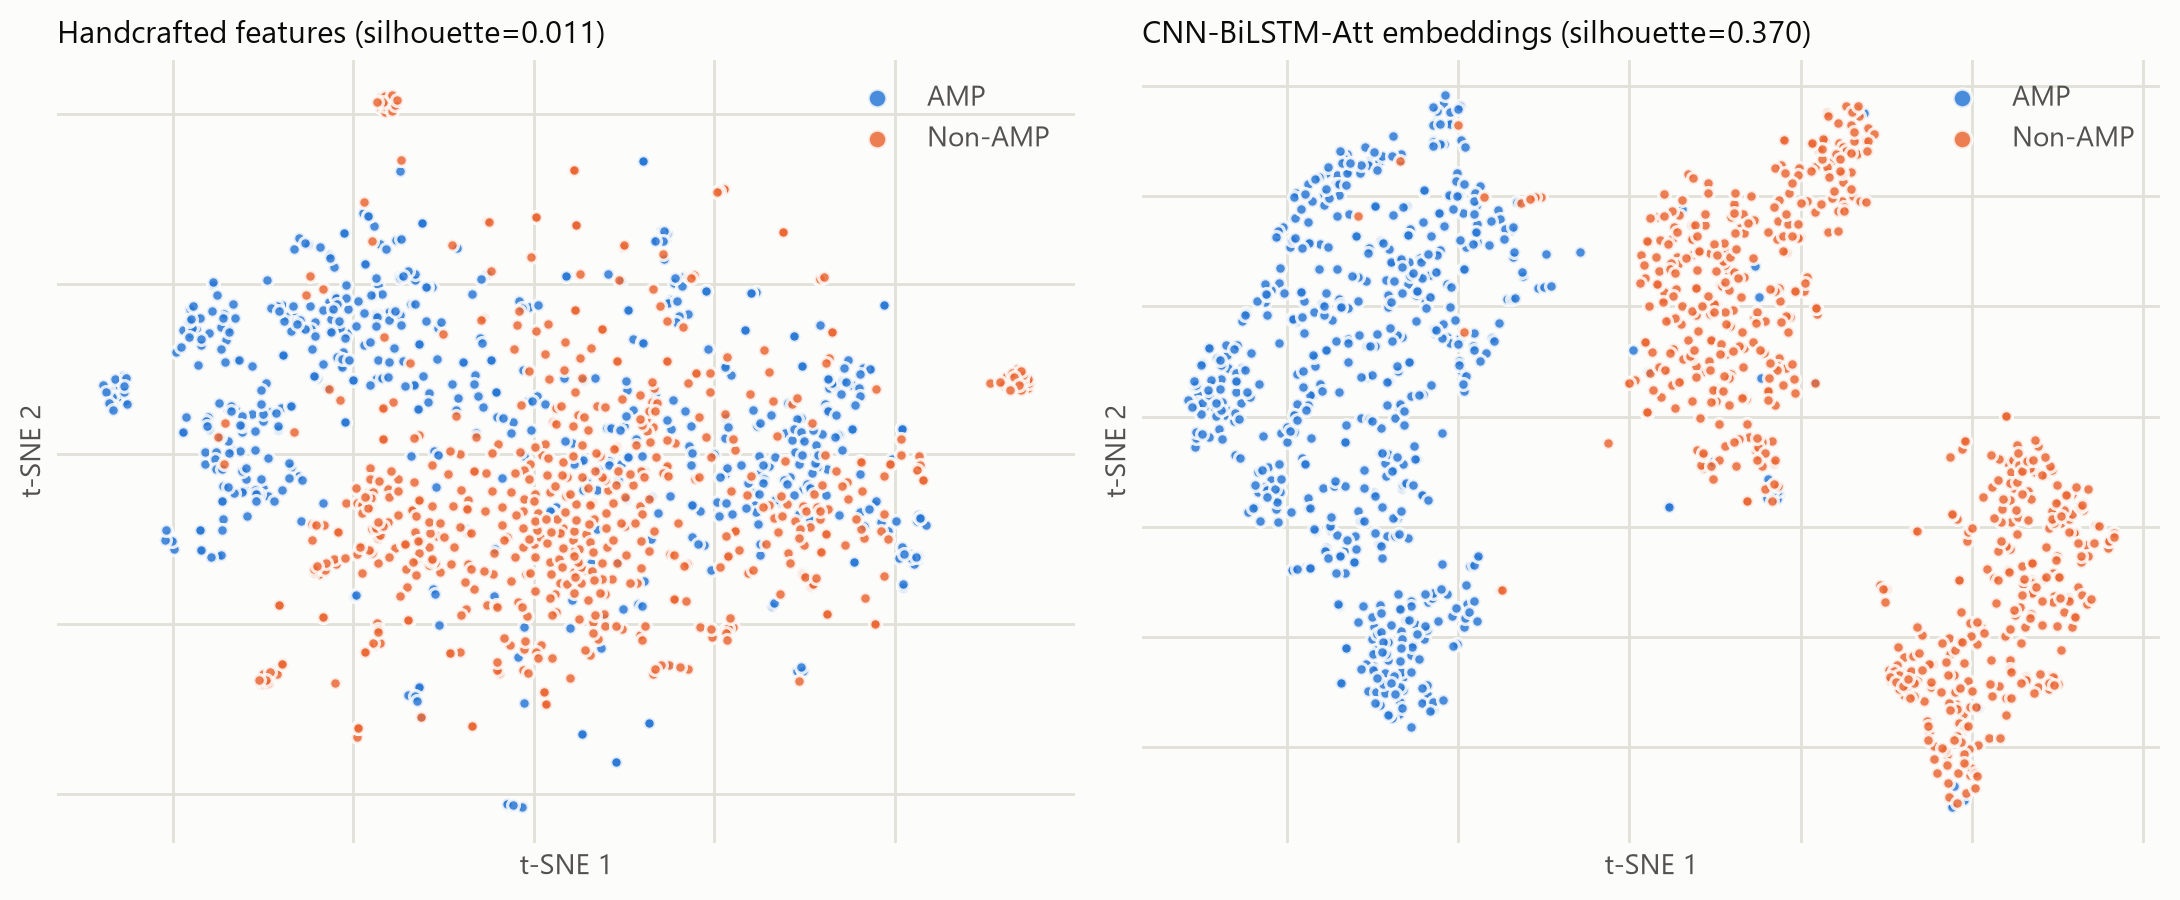 Handcrafted features (silhouette=0.011)
AMP
Non-AMP
t-SNE 2
t-SNE 1
CNN-BiLSTM-Att embeddings (silhouette=0.370)
AMP
Non-AMP
t-SNE 2
t-SNE 1